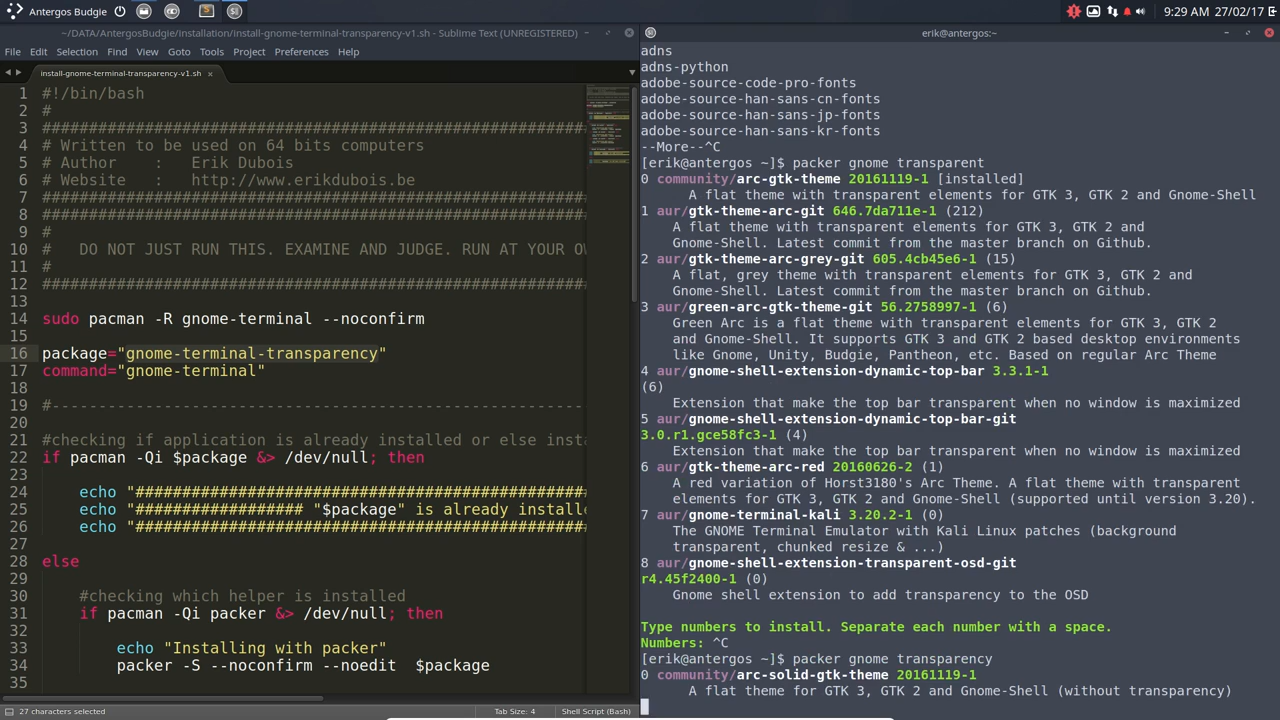 Antergos Budgie
9:29 AM 27/02/17
~/DATA/AntergosBudgie/installation/install-gnome-terminal-transparency-v1.sh - Sublime Text (UNREGISTERED)
File Edit Selection Find View Goto Tools Project Preferences Help
install-gnome-terminal-transparency-v1.sh
1 #!/bin/bash
2 #
3 ##########################################################
4 # Written to be used on 64 bits computers
5 # Author    :   Erik Dubois
6 # Website   :   http://www.erikdubois.be
7 ##########################################################
8 ##########################################################
9 #
10 #   DO NOT JUST RUN THIS. EXAMINE AND JUDGE. RUN AT YOUR OW
11 #
12 ##########################################################
13
14 sudo pacman -R gnome-terminal --noconfirm
15
16 package="gnome-terminal-transparency"
17 command="gnome-terminal"
18
19 #----------------------------------------------------------
20
21 #checking if application is already installed or else insta
22 if pacman -Qi $package &> /dev/null; then
23
24 echo "################################################
25 echo "################## "$package" is already installe
26 echo "################################################
27
28 else
29
30 #checking which helper is installed
31 if pacman -Qi packer &> /dev/null; then
32
33 echo "Installing with packer"
34 packer -S --noconfirm --noedit  $package
35
27 characters selected
Tab Size: 4
Shell Script (Bash)
erik@antergos:~
adns
adns-python
adobe-source-code-pro-fonts
adobe-source-han-sans-cn-fonts
adobe-source-han-sans-jp-fonts
adobe-source-han-sans-kr-fonts
--More--^C
[erik@antergos ~]$ packer gnome transparent
0 community/arc-gtk-theme 20161119-1 [installed]
A flat theme with transparent elements for GTK 3, GTK 2 and Gnome-Shell
1 aur/gtk-theme-arc-git 646.7da711e-1 (212)
A flat theme with transparent elements for GTK 3, GTK 2 and
Gnome-Shell. Latest commit from the master branch on Github.
2 aur/gtk-theme-arc-grey-git 605.4cb45e6-1 (15)
A flat, grey theme with transparent elements for GTK 3, GTK 2 and
Gnome-Shell. Latest commit from the master branch on Github.
3 aur/green-arc-gtk-theme-git 56.2758997-1 (6)
Green Arc is a flat theme with transparent elements for GTK 3, GTK 2
and Gnome-Shell. It supports GTK 3 and GTK 2 based desktop environments
like Gnome, Unity, Budgie, Pantheon, etc. Based on regular Arc Theme
4 aur/gnome-shell-extension-dynamic-top-bar 3.3.1-1
(6)
Extension that make the top bar transparent when no window is maximized
5 aur/gnome-shell-extension-dynamic-top-bar-git
3.0.r1.gce58fc3-1 (4)
Extension that make the top bar transparent when no window is maximized
6 aur/gtk-theme-arc-red 20160626-2 (1)
A red variation of Horst3180's Arc Theme. A flat theme with transparent
elements for GTK 3, GTK 2 and Gnome-Shell (supported until version 3.20).
7 aur/gnome-terminal-kali 3.20.2-1 (0)
The GNOME Terminal Emulator with Kali Linux patches (background
transparent, chunked resize & ...)
8 aur/gnome-shell-extension-transparent-osd-git
r4.45f2400-1 (0)
Gnome shell extension to add transparency to the OSD
Type numbers to install. Separate each number with a space.
Numbers: ^C
[erik@antergos ~]$ packer gnome transparency
0 community/arc-solid-gtk-theme 20161119-1
A flat theme for GTK 3, GTK 2 and Gnome-Shell (without transparency)